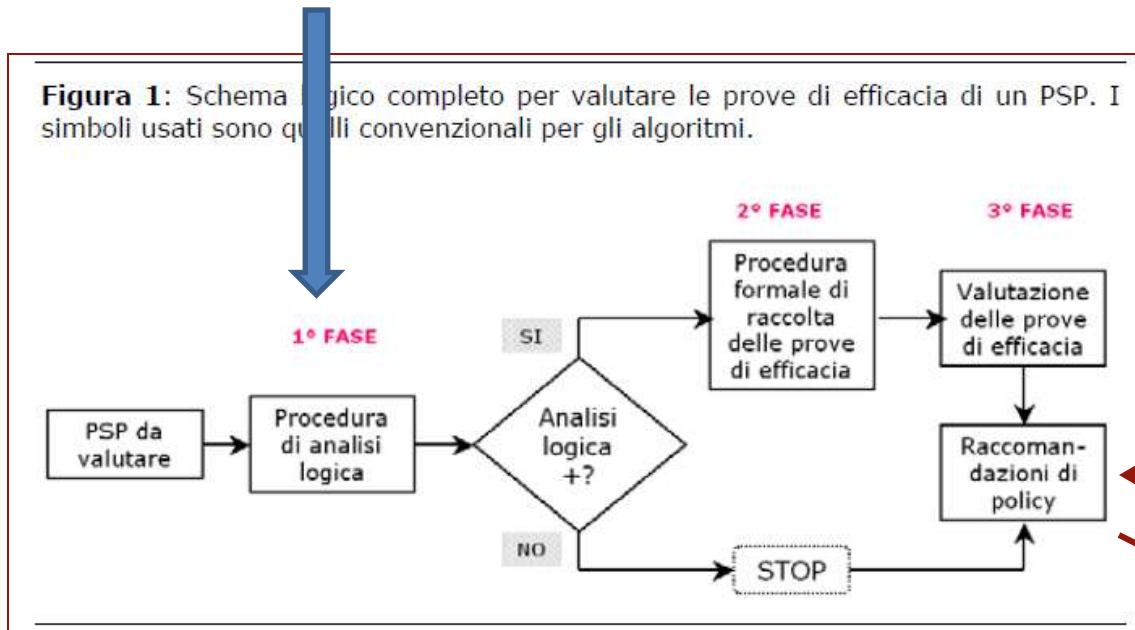 Figura 1: Schema gico completo per valutare le prove di efficacia di un PSP. I
simboli usati sono quelli convenzionali per gli algoritmi.
1° FASE
2° FASE
3° FASE
PSP da
valutare
Procedura
di analisi
logica
SI
Analisi
logica
+?
NO
Procedura
formale di
raccolta
delle prove
di efficacia
Valutazione
delle prove
di efficacia
Raccoman-
dazioni di
policy
STOP